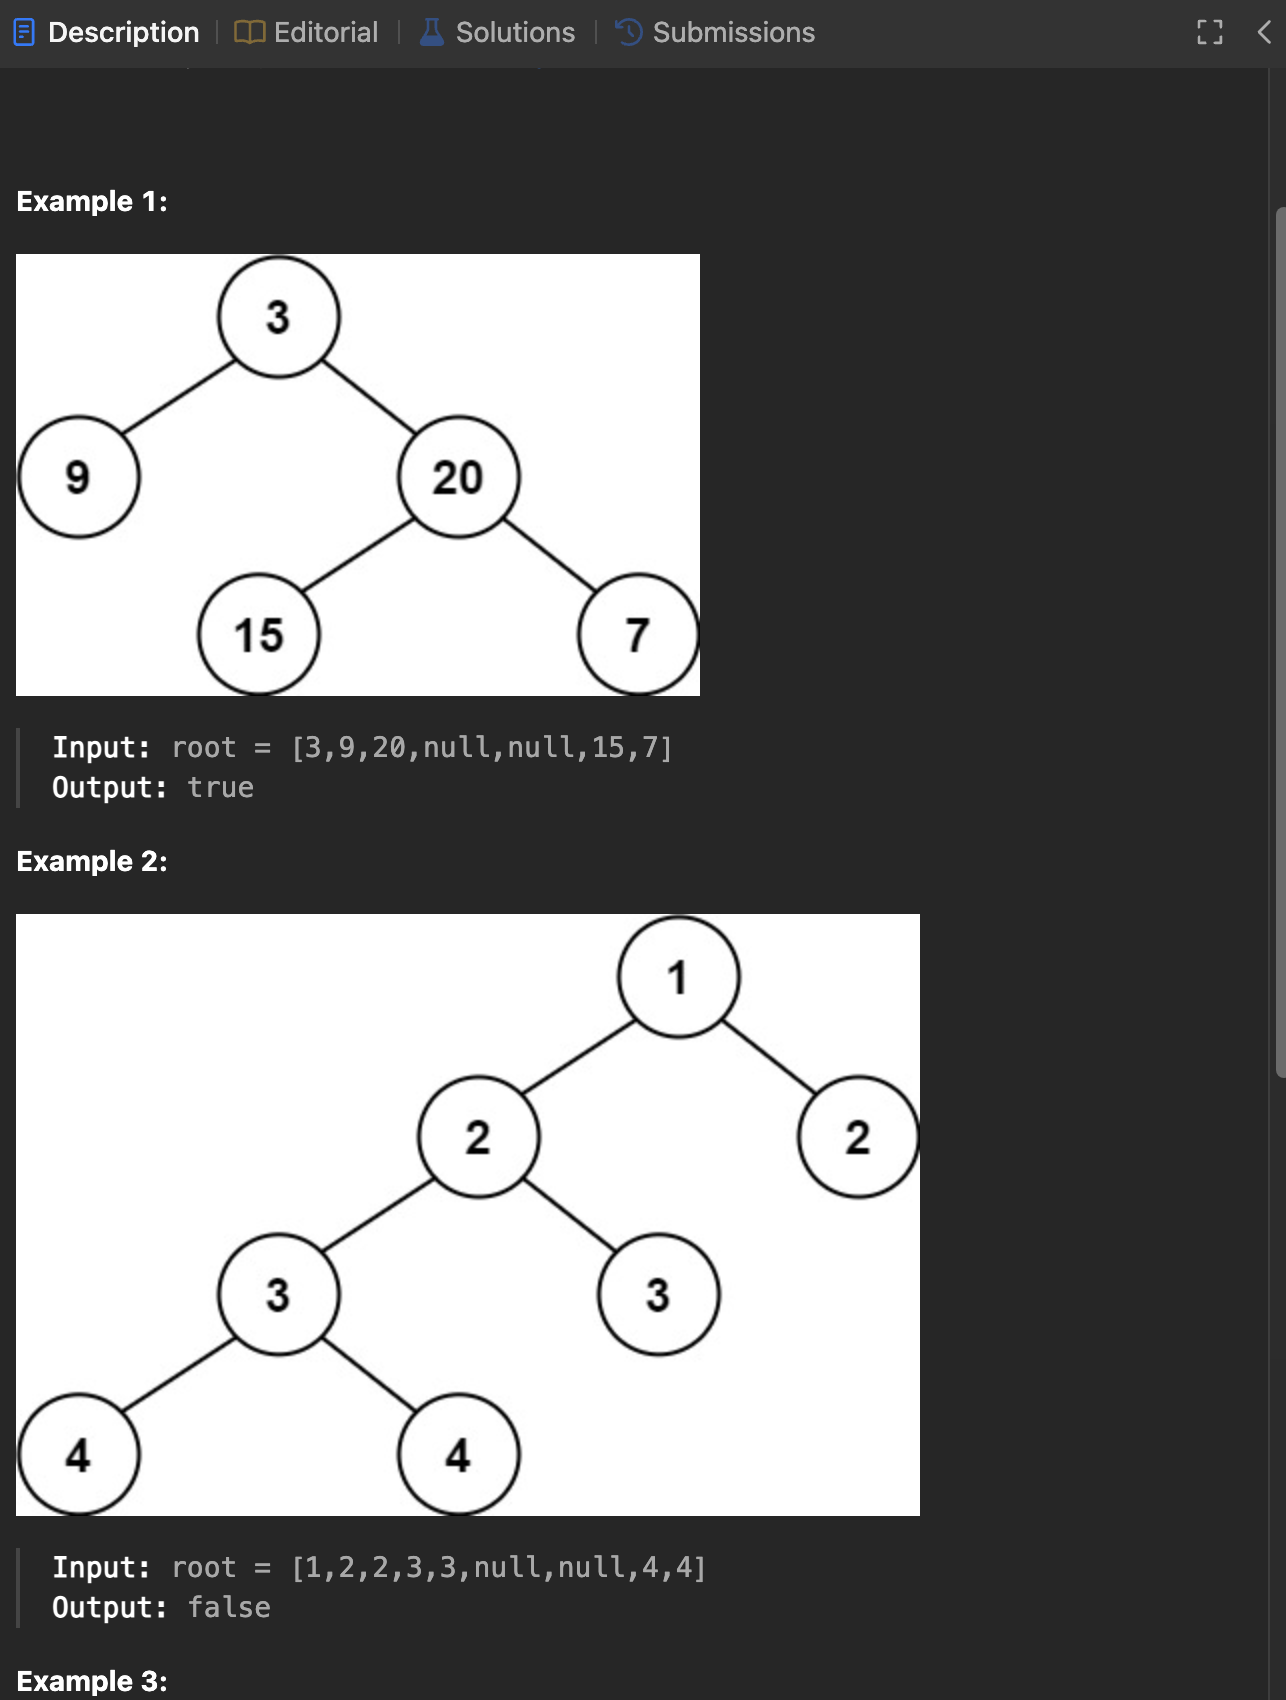 Description | Editorial | Solutions | Submissions
Example 1:
3
9 20
15 7
Input: root = [3,9,20,null,null,15,7]
Output: true
Example 2:
1
2 2
3 3
4 4
Input: root = [1,2,2,3,3,null,null,4,4]
Output: false
Example 3: